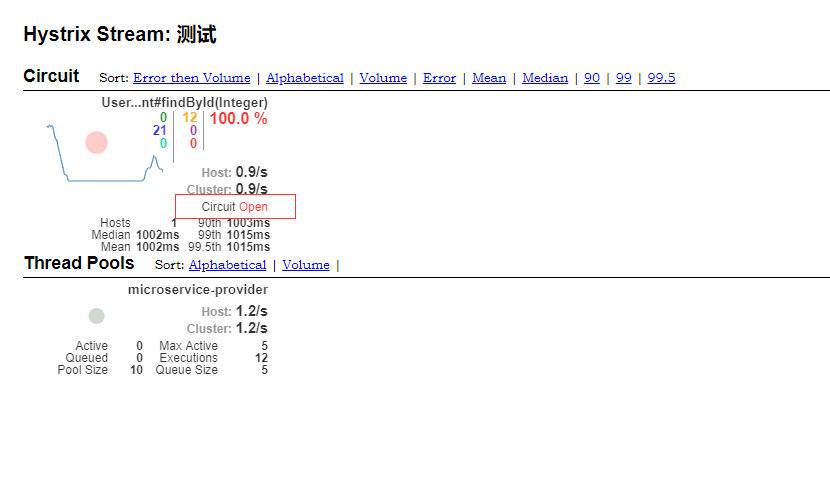 Hystrix Stream: 测试
Circuit Sort: Error then Volume | Alphabetical | Volume | Error | Mean | Median | 90 | 99 | 99.5
User...nt#findById(Integer)
0 12 100.0 %
21 0
0 0
Host: 0.9/s
Cluster: 0.9/s
Circuit Open
Hosts 1 90th 1003ms
Median 1002ms 99th 1015ms
Mean 1002ms 99.5th 1015ms
Thread Pools Sort: Alphabetical | Volume |
microservice-provider
Host: 1.2/s
Cluster: 1.2/s
Active 0 Max Active 5
Queued 0 Executions 12
Pool Size 10 Queue Size 5